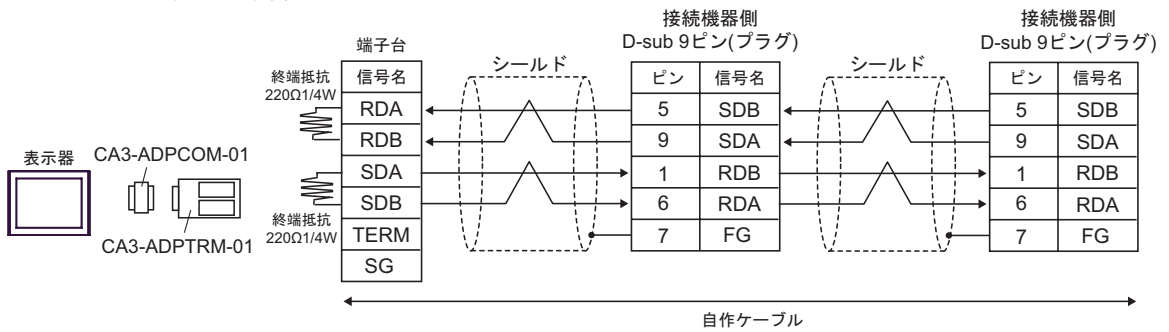 接続機器側
D-sub 9ピン(プラグ)
接続機器側
D-sub 9ピン(プラグ)
端子台
シールド
シールド
終端抵抗
220Ω1/4W
信号名
ピン
信号名
ピン
信号名
RDA
5
SDB
5
SDB
RDB
9
SDA
9
SDA
表示器
CA3-ADPCOM-01
SDA
1
RDB
1
RDB
SDB
6
RDA
6
RDA
終端抵抗
220Ω1/4W
TERM
7
FG
7
FG
CA3-ADPTRM-01
SG
自作ケーブル